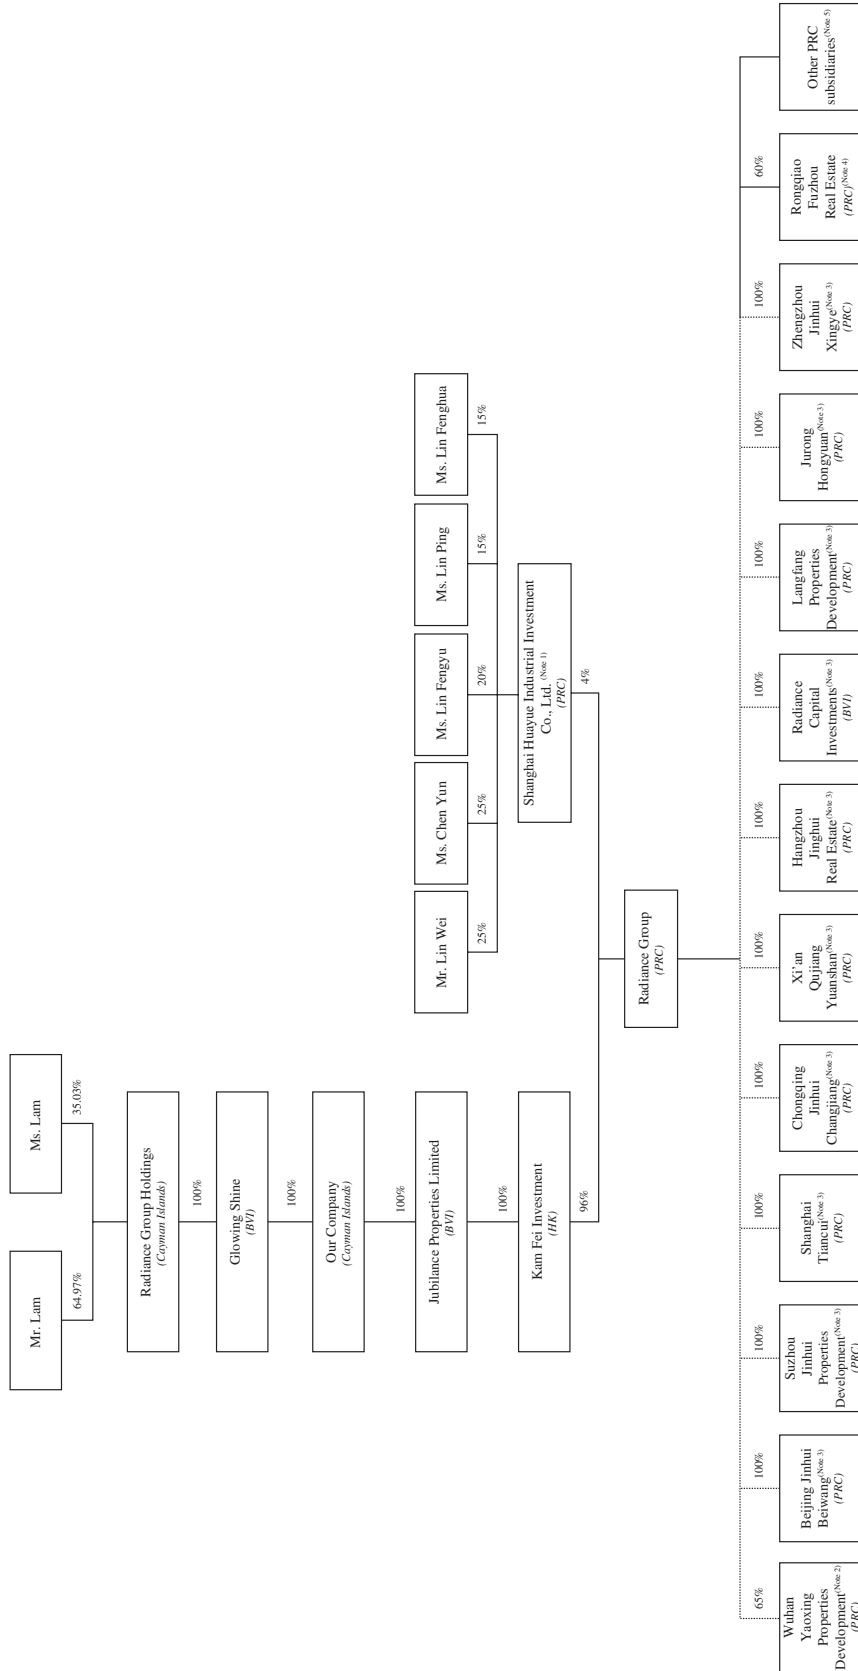 Mr. Lam
Ms. Lam
64.97%
35.03%
Radiance Group Holdings
(Cayman Islands)
100%
Glowing Shine
(BVI)
100%
Our Company
(Cayman Islands)
100%
Jubilance Properties Limited
(BVI)
100%
Kam Fei Investment
(HK)
96%
Mr. Lin Wei
Ms. Chen Yun
Ms. Lin Fengyu
Ms. Lin Ping
Ms. Lin Fenghua
25%
25%
20%
15%
15%
Shanghai Huayue Industrial Investment
Co., Ltd. (Note 1)
(PRC)
4%
Radiance Group
(PRC)
65%
100%
100%
100%
100%
100%
100%
100%
100%
100%
100%
60%
Wuhan
Yaoxing
Properties
Development(Note 2)
(PRC)
Beijing Jinhui
Beiwang(Note 3)
(PRC)
Suzhou
Jinhui
Properties
Development(Note 3)
(PRC)
Shanghai
Tiancui(Note 3)
(PRC)
Chongqing
Jinhui
Changjiang(Note 3)
(PRC)
Xi'an
Qujiang
Yuanshan(Note 3)
(PRC)
Hangzhou
Jinghui
Real Estate(Note 3)
(PRC)
Radiance
Capital
Investments(Note 3)
(BVI)
Langfang
Properties
Development(Note 3)
(PRC)
Jurong
Hongyuan(Note 3)
(PRC)
Zhengzhou
Jinhui
Xingye(Note 3)
(PRC)
Rongqiao
Fuzhou
Real Estate
(PRC)(Note 4)
Other PRC
subsidiaries(Note 5)